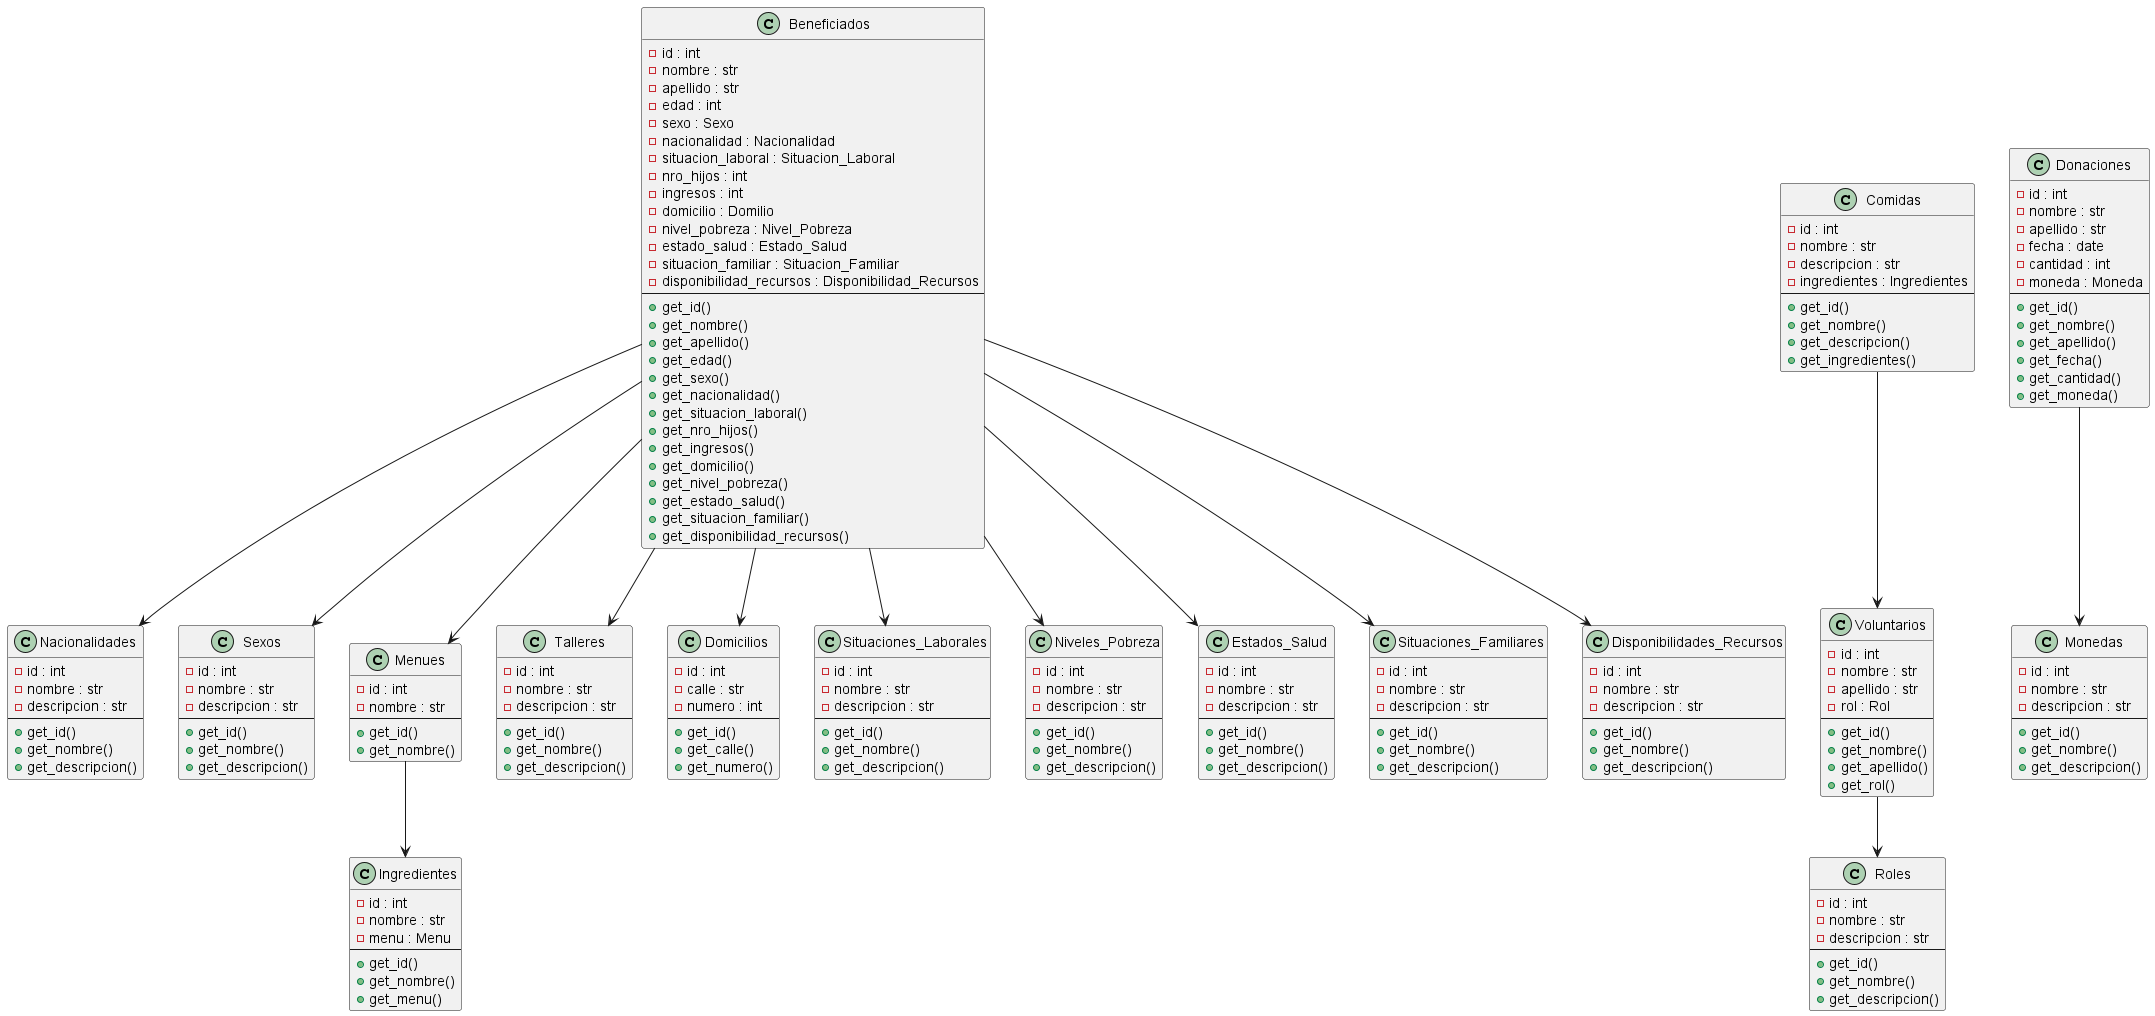 Beneficiados
id : int
nombre : str
apellido : str
edad : int
sexo : Sexo
nacionalidad : Nacionalidad
situacion_laboral : Situacion_Laboral
nro_hijos : int
ingresos : int
domicilio : Domilio
nivel_pobreza : Nivel_Pobreza
estado_salud : Estado_Salud
situacion_familiar : Situacion_Familiar
disponibilidad_recursos : Disponibilidad_Recursos
get_id()
get_nombre()
get_apellido()
get_edad()
get_sexo()
get_nacionalidad()
get_situacion_laboral()
get_nro_hijos()
get_ingresos()
get_domicilio()
get_nivel_pobreza()
get_estado_salud()
get_situacion_familiar()
get_disponibilidad_recursos()
Comidas
id : int
nombre : str
descripcion : str
ingredientes : Ingredientes
get_id()
get_nombre()
get_descripcion()
get_ingredientes()
Donaciones
id : int
nombre : str
apellido : str
fecha : date
cantidad : int
moneda : Moneda
get_id()
get_nombre()
get_apellido()
get_fecha()
get_cantidad()
get_moneda()
Nacionalidades
id : int
nombre : str
descripcion : str
get_id()
get_nombre()
get_descripcion()
Sexos
id : int
nombre : str
descripcion : str
get_id()
get_nombre()
get_descripcion()
Menues
id : int
nombre : str
get_id()
get_nombre()
Talleres
id : int
nombre : str
descripcion : str
get_id()
get_nombre()
get_descripcion()
Domicilios
id : int
calle : str
numero : int
get_id()
get_calle()
get_numero()
Situaciones_Laborales
id : int
nombre : str
descripcion : str
get_id()
get_nombre()
get_descripcion()
Niveles_Pobreza
id : int
nombre : str
descripcion : str
get_id()
get_nombre()
get_descripcion()
Estados_Salud
id : int
nombre : str
descripcion : str
get_id()
get_nombre()
get_descripcion()
Situaciones_Familiares
id : int
nombre : str
descripcion : str
get_id()
get_nombre()
get_descripcion()
Disponibilidades_Recursos
id : int
nombre : str
descripcion : str
get_id()
get_nombre()
get_descripcion()
Voluntarios
id : int
nombre : str
apellido : str
rol : Rol
get_id()
get_nombre()
get_apellido()
get_rol()
Monedas
id : int
nombre : str
descripcion : str
get_id()
get_nombre()
get_descripcion()
Ingredientes
id : int
nombre : str
menu : Menu
get_id()
get_nombre()
get_menu()
Roles
id : int
nombre : str
descripcion : str
get_id()
get_nombre()
get_descripcion()